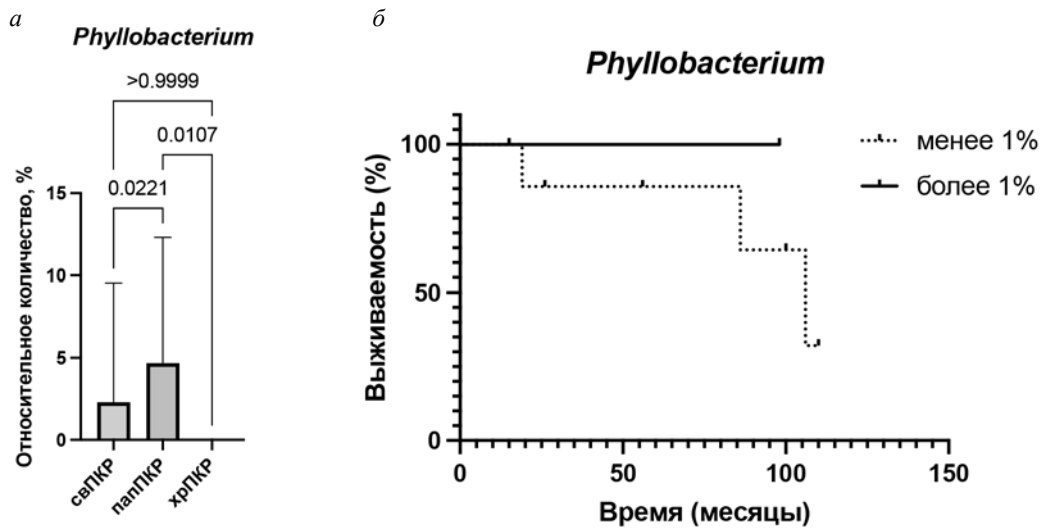 а
Phyllobacterium
>0.9999
0.0107
0.0221
Относительное количество, %
15
10
5
0
свПКР
папПКР
хрПКР
б
Phyllobacterium
Выживаемость (%)
100
50
0
0 50 100 150
Время (месяцы)
менее 1%
более 1%